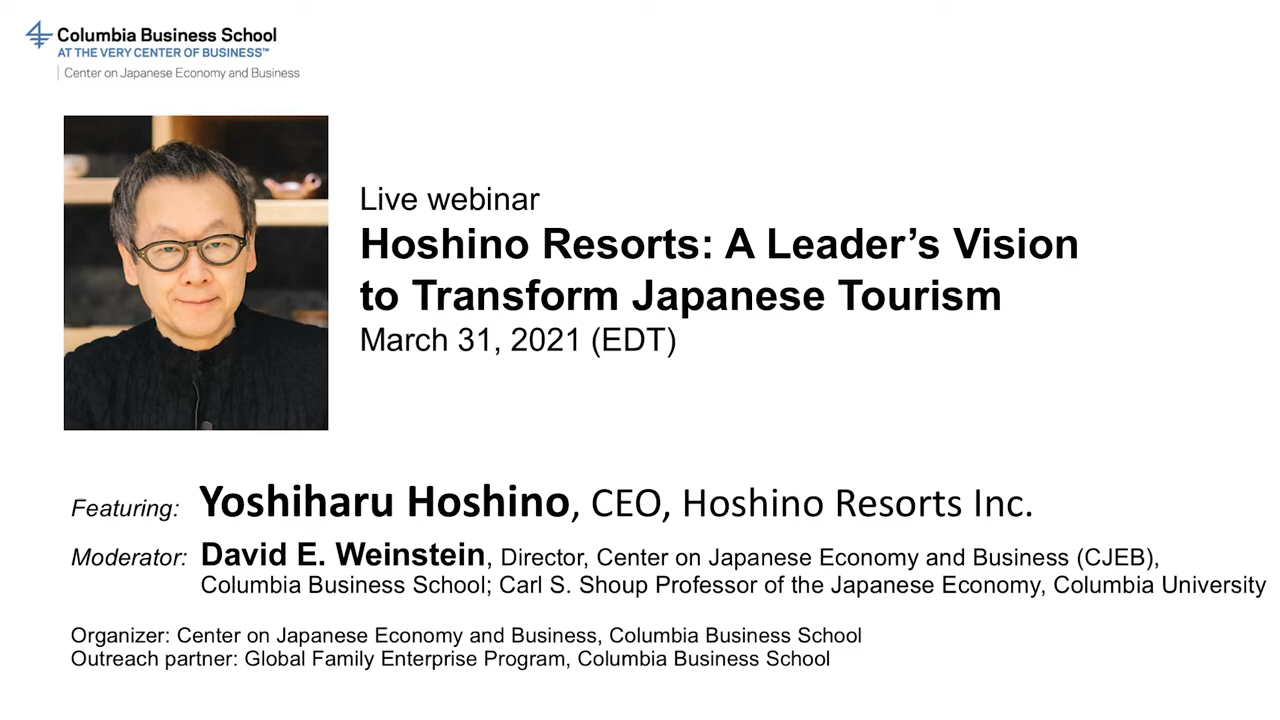 Columbia Business School
AT THE VERY CENTER OF BUSINESS™
Center on Japanese Economy and Business
Live webinar
Hoshino Resorts: A Leader’s Vision
to Transform Japanese Tourism
March 31, 2021 (EDT)
Featuring: Yoshiharu Hoshino, CEO, Hoshino Resorts Inc.
Moderator: David E. Weinstein, Director, Center on Japanese Economy and Business (CJEB),
Columbia Business School; Carl S. Shoup Professor of the Japanese Economy, Columbia University
Organizer: Center on Japanese Economy and Business, Columbia Business School
Outreach partner: Global Family Enterprise Program, Columbia Business School